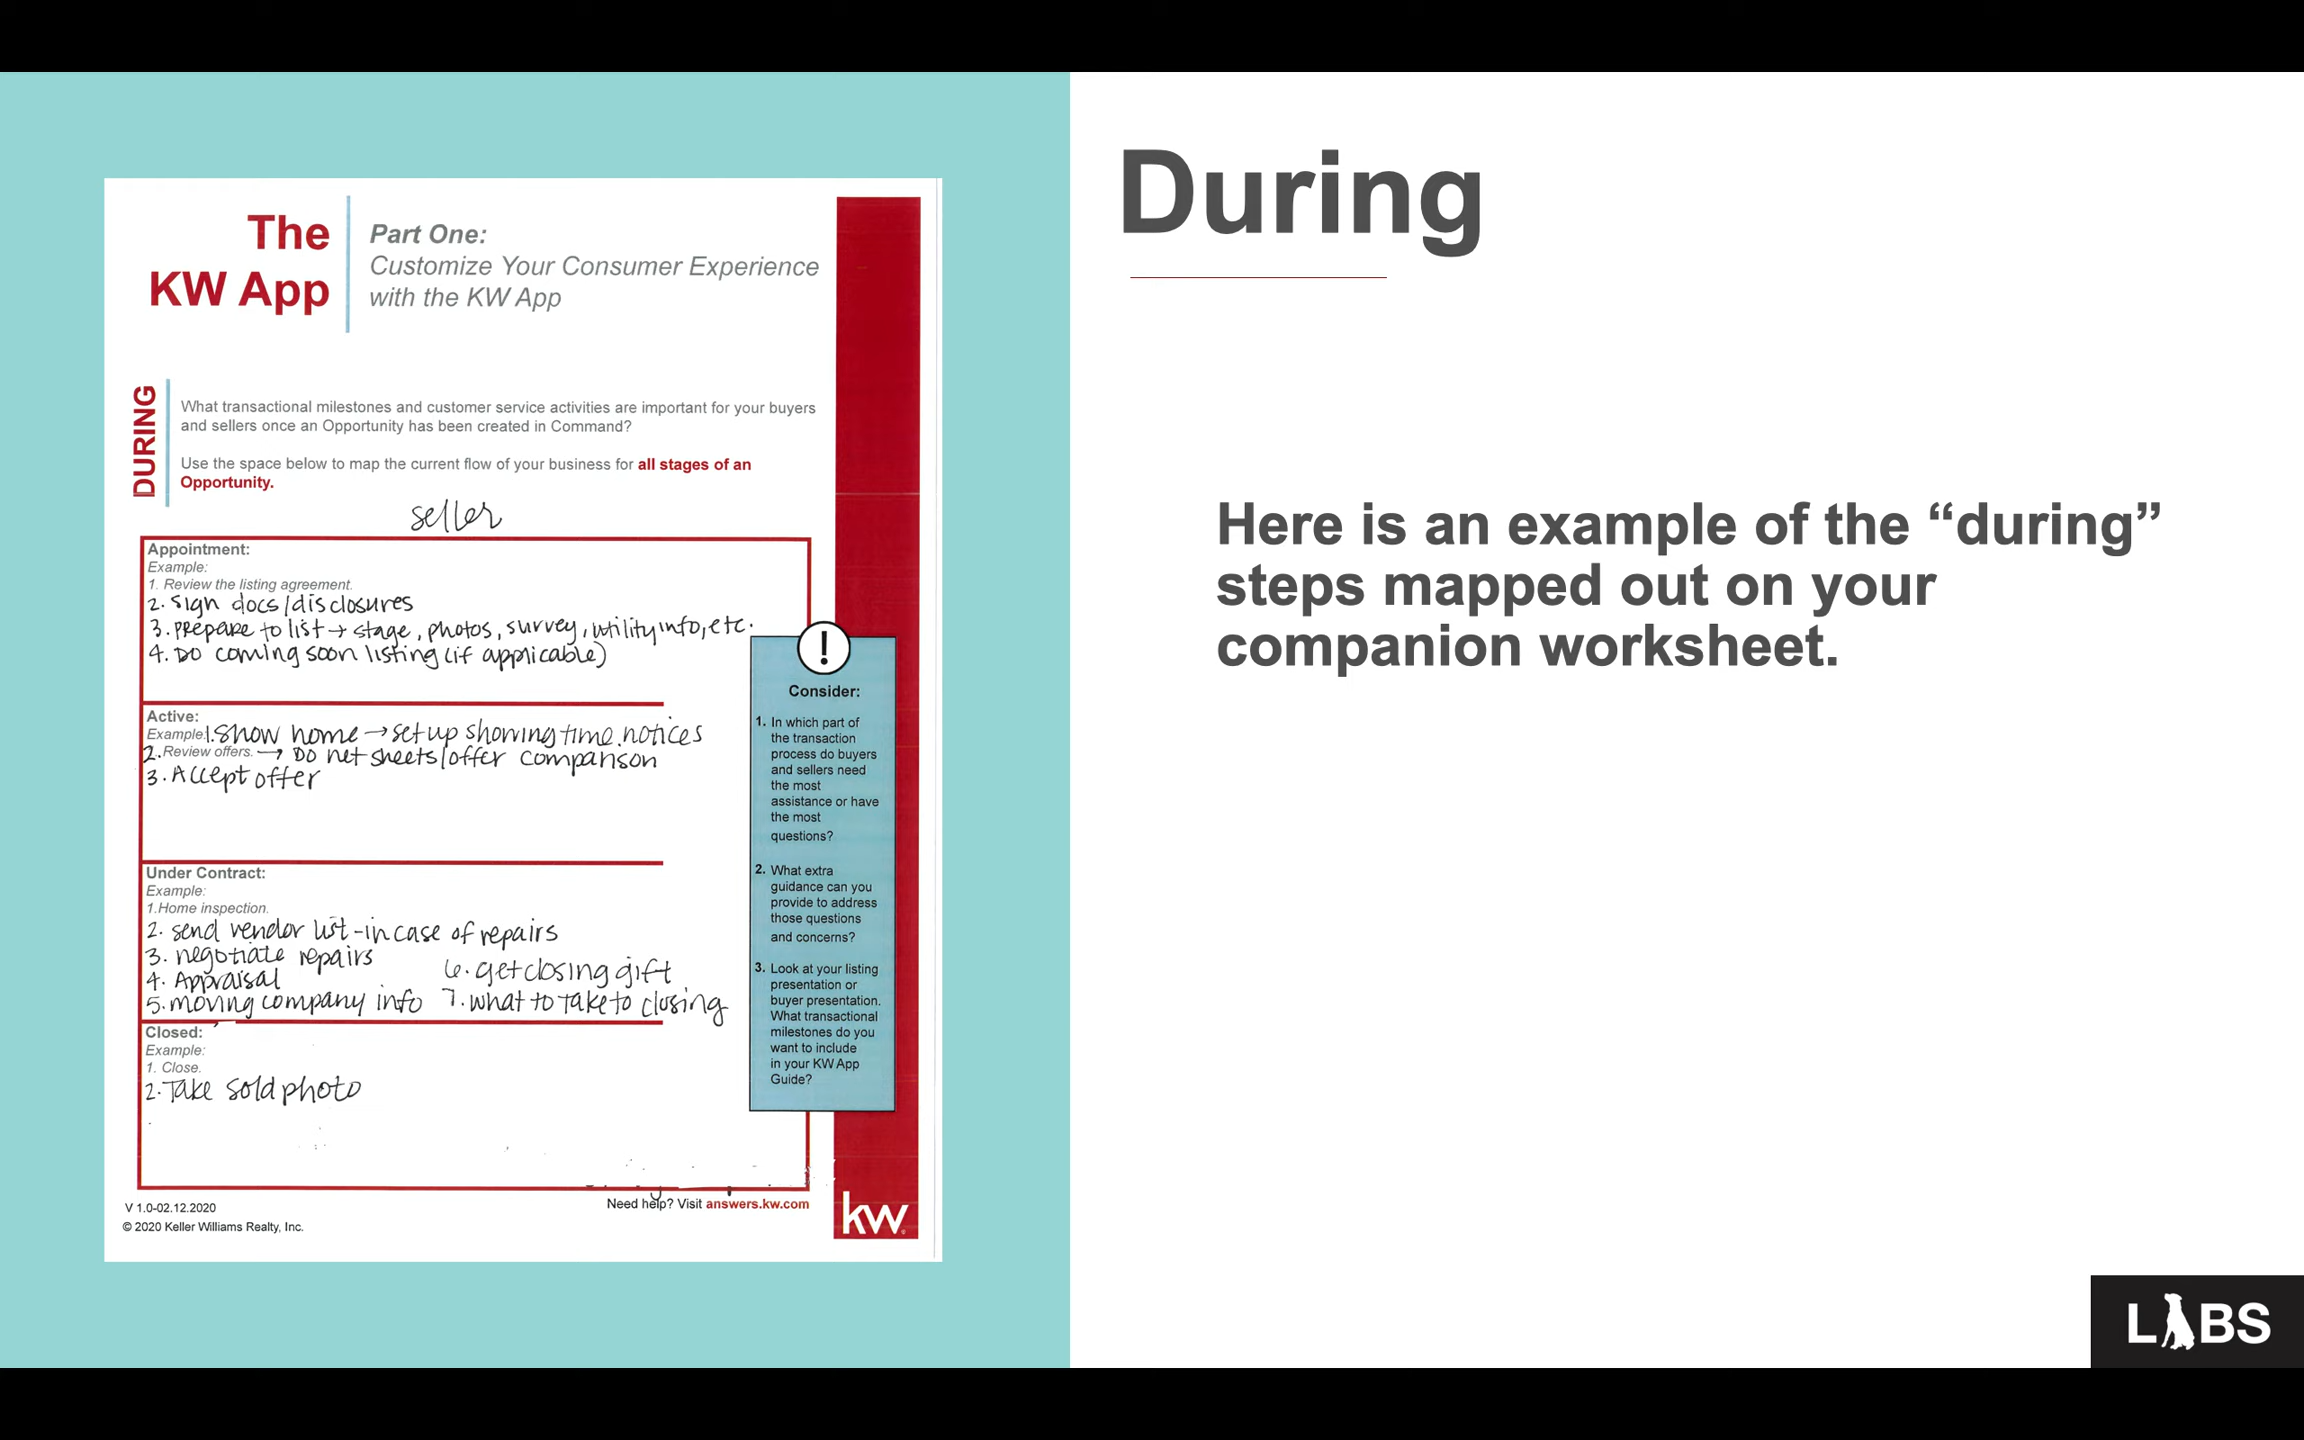 The
KW App
Part One:
Customize Your Consumer Experience
with the KW App
DURING
What transactional milestones and customer service activities are important for your buyers
and sellers once an Opportunity has been created in Command?
Use the space below to map the current flow of your business for all stages of an
Opportunity.
seller
Appointment:
Example:
1. Review the listing agreement.
2. sign docs/disclosures
3. prepare to list → stage, photos, survey, utility info, etc.
4. Do coming soon listing (if applicable)
Active:
Example: 1. Show home → set up showing time notices
2. Review offers. → Do net sheets/offer comparison
3. Accept offer
Under Contract:
Example:
1.Home inspection.
2. send vendor list - in case of repairs
3. negotiate repairs
4. Appraisal
5. moving company info
6. get closing gift
7. what to take to closing
Closed:
Example:
1. Close.
2. Take sold photo
!
Consider:
1. In which part of
the transaction
process do buyers
and sellers need
the most
assistance or have
the most
questions?
2. What extra
guidance can you
provide to address
those questions
and concerns?
3. Look at your listing
presentation or
buyer presentation.
What transactional
milestones do you
want to include
in your KW App
Guide?
V 1.0-02.12.2020
© 2020 Keller Williams Realty, Inc.
Need help? Visit answers.kw.com
kw
During
Here is an example of the “during”
steps mapped out on your
companion worksheet.
LABS